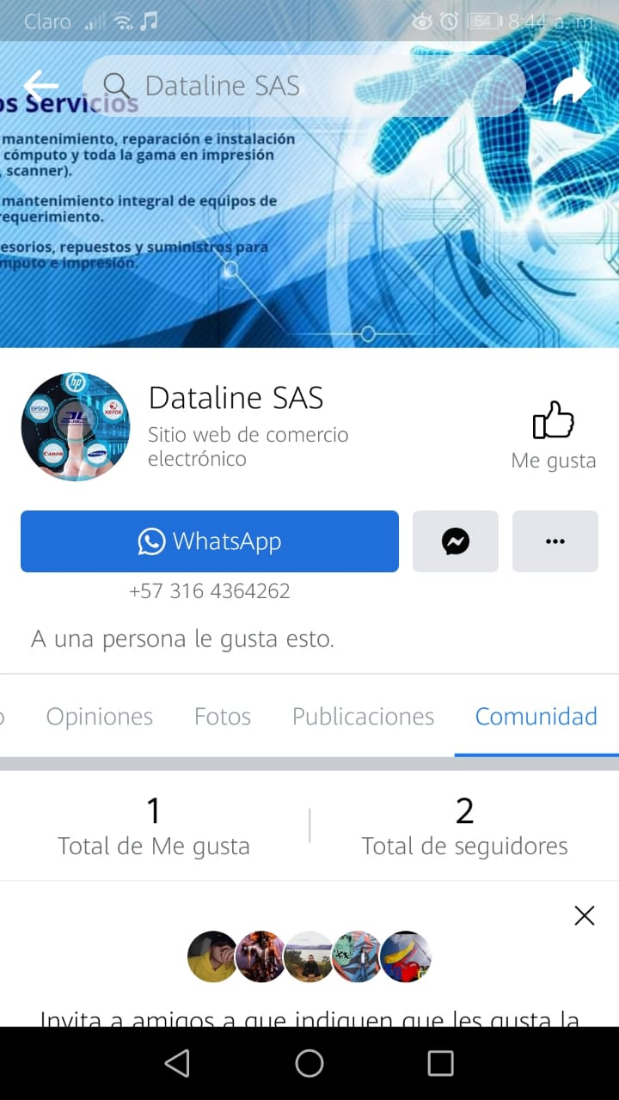 Claro
64
8:44 a. m.
Dataline SAS
os Servicios
mantenimiento, reparación e instalación
cómputo y toda la gama en impresión
, scanner).
mantenimiento integral de equipos de
requerimiento.
esorios, repuestos y suministros para
mputo e impresión.
hp
EPSON
xerox
Canon
SAMSUNG
Dataline SAS
Sitio web de comercio
electrónico
Me gusta
WhatsApp
+57 316 4364262
A una persona le gusta esto.
o Opiniones Fotos Publicaciones Comunidad
1
Total de Me gusta
2
Total de seguidores
Invita a amigos a que indiquen que les gusta la